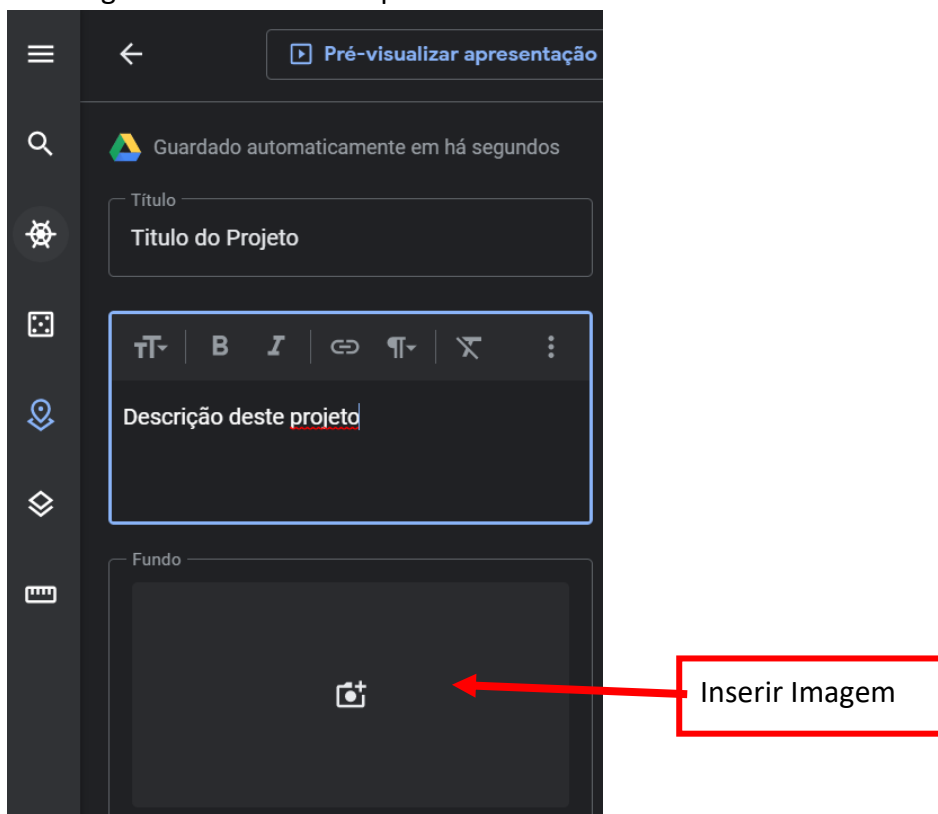 Pré-visualizar apresentação
Guardado automaticamente em há segundos
Título
Titulo do Projeto
B I
Descrição deste projeto
Fundo
Inserir Imagem